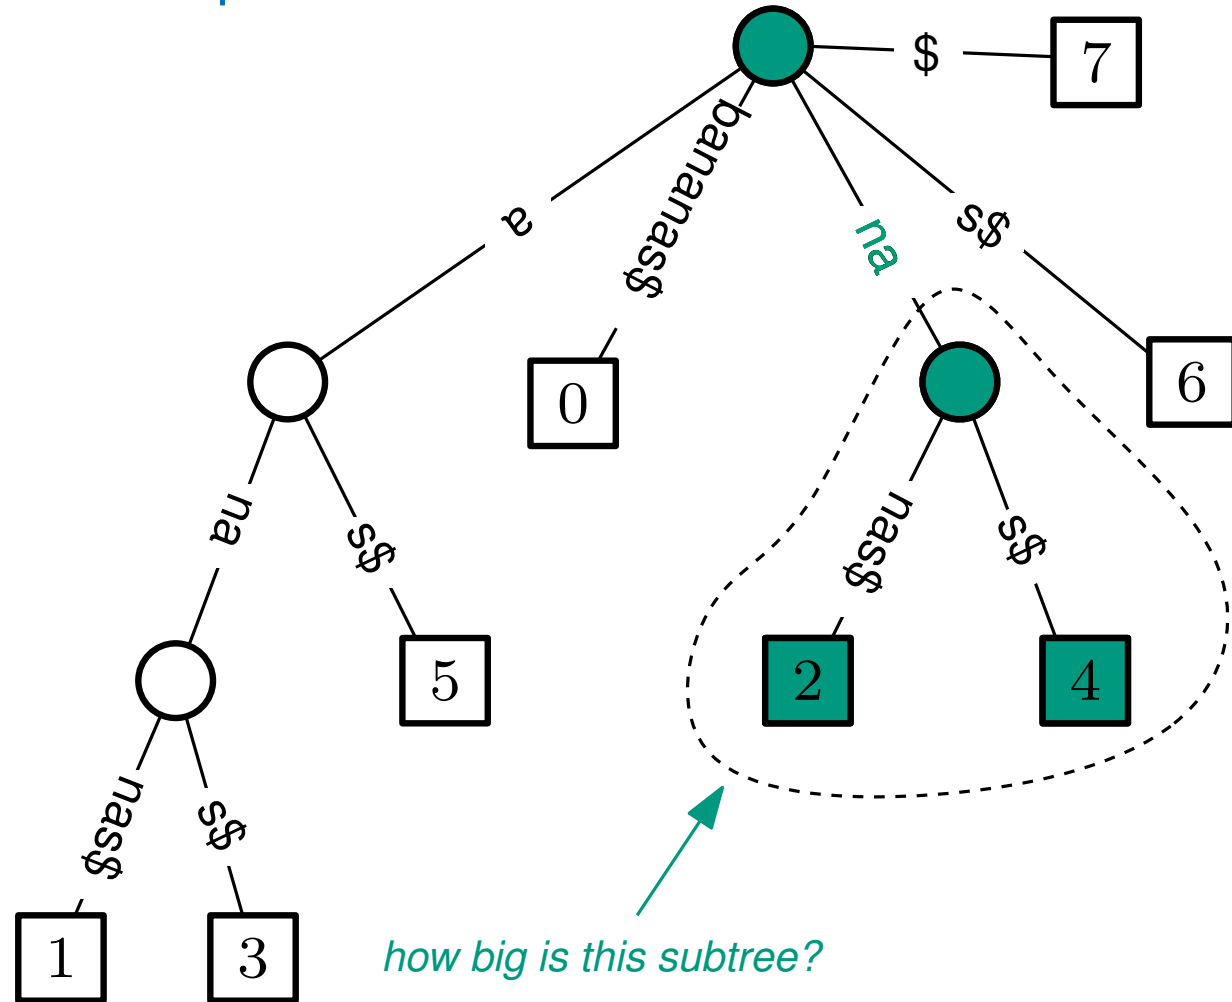 $
7
a
bananas$
na
s$
0
6
na
s$
nas$
s$
5
2
4
nas$
s$
1
3
how big is this subtree?